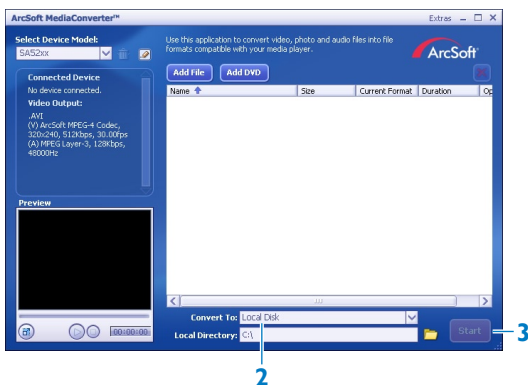 ArcSoft MediaConverter™
Extras
Select Device Model:
SA52xx
Use this application to convert video, photo and audio files into file
formats compatible with your media player.
ArcSoft®
Connected Device
No device connected.
Video Output:
.AVI
(V) ArcSoft MPEG-4 Codec,
320x240, 512Kbps, 30.00fps
(A) MPEG Layer-3, 128Kbps,
48000Hz
Add File
Add DVD
Name
Size
Current Format
Duration
Op
Preview
00:00:00
Convert To:
Local Disk
Local Directory:
C:\
Start
3
2